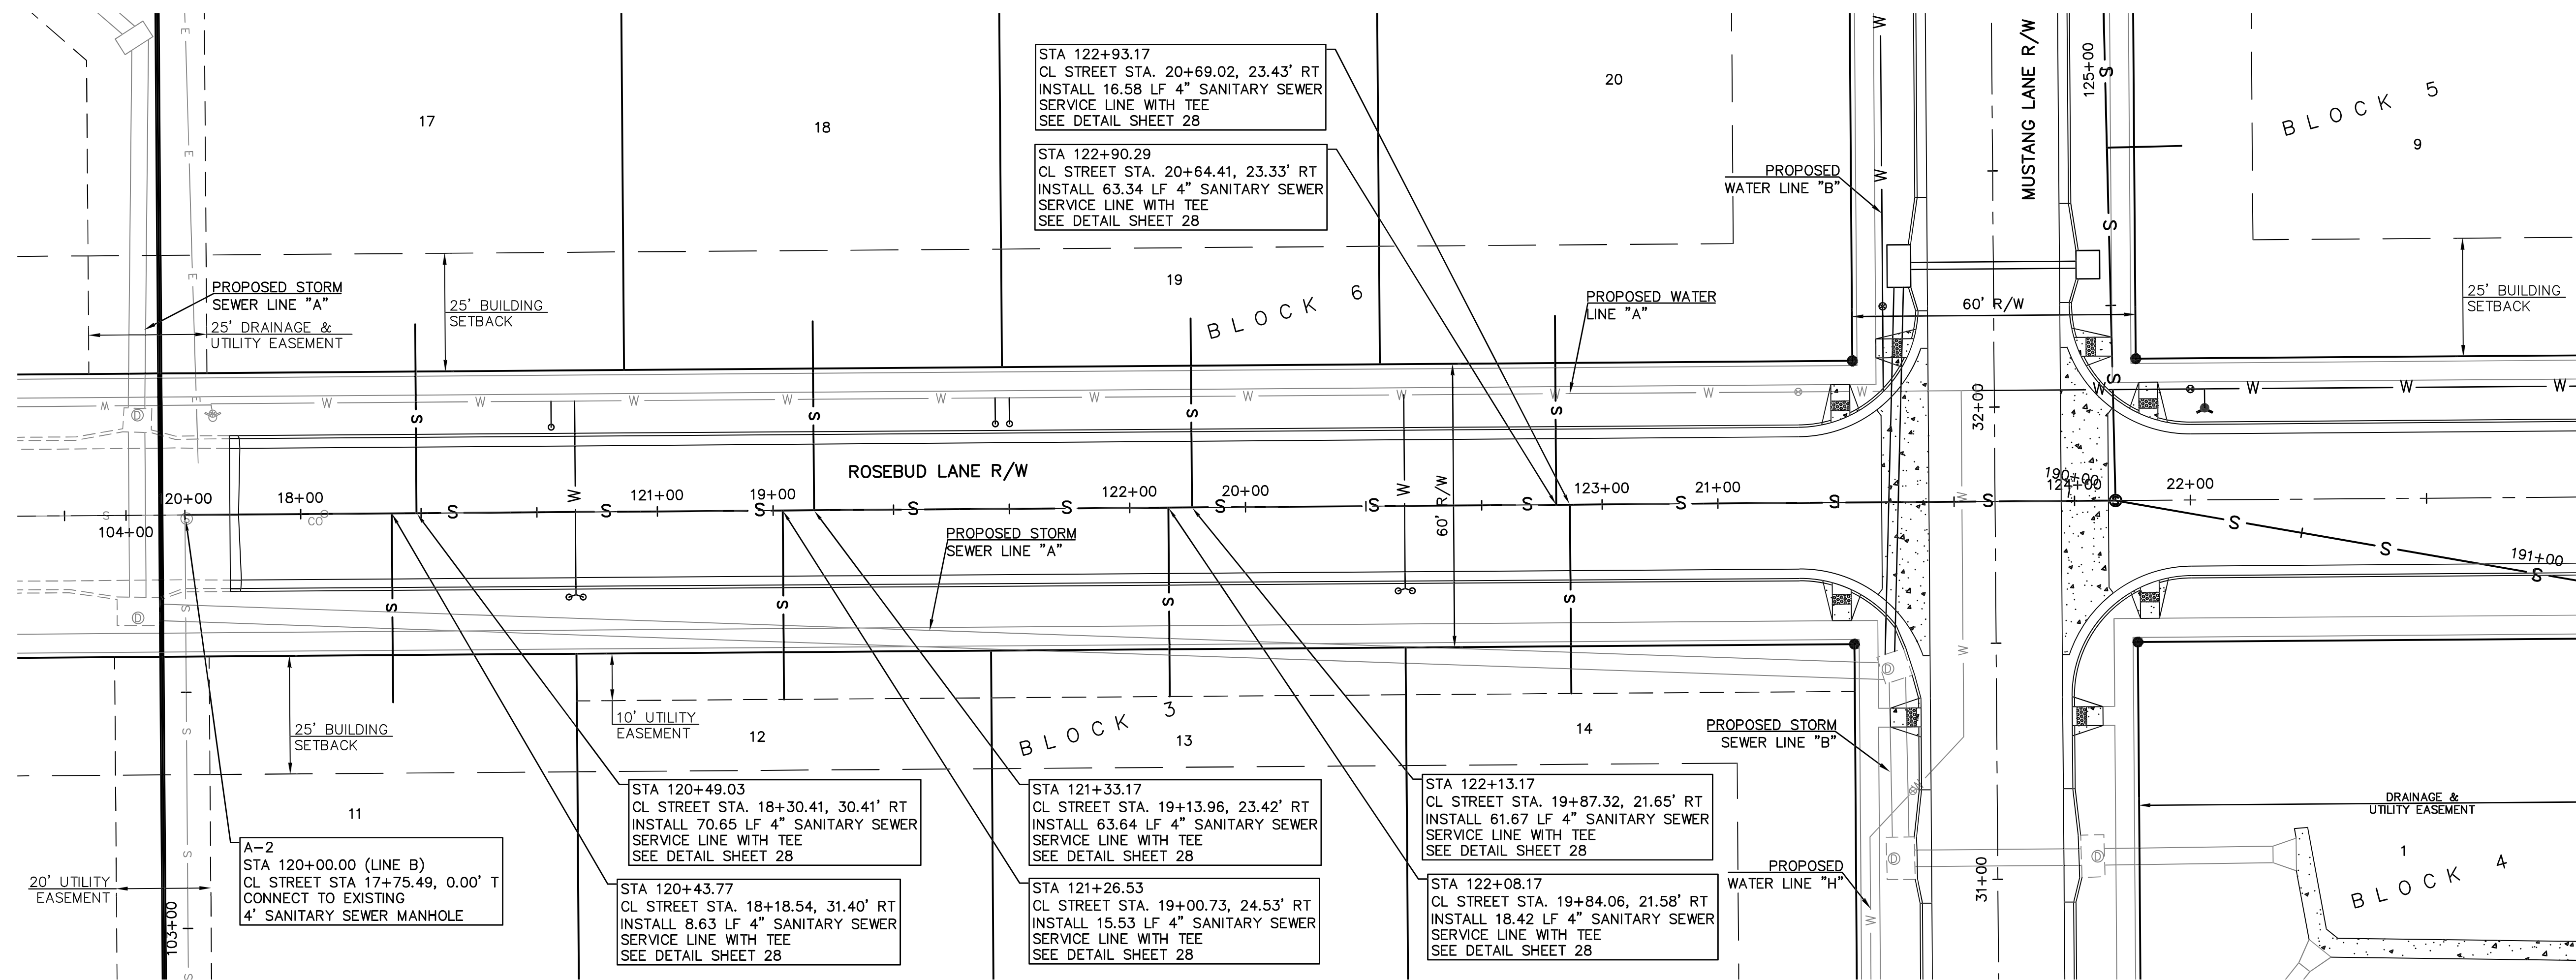 17
18
20
STA 122+93.17
CL STREET STA. 20+69.02, 23.43' RT
INSTALL 16.58 LF 4" SANITARY SEWER
SERVICE LINE WITH TEE
SEE DETAIL SHEET 28
STA 122+90.29
CL STREET STA. 20+64.41, 23.33' RT
INSTALL 63.34 LF 4" SANITARY SEWER
SERVICE LINE WITH TEE
SEE DETAIL SHEET 28
MUSTANG LANE R/W
125+00
BLOCK 5
9
PROPOSED
WATER LINE "B"
PROPOSED STORM
SEWER LINE "A"
25' DRAINAGE &
UTILITY EASEMENT
25' BUILDING
SETBACK
19
BLOCK 6
PROPOSED WATER
LINE "A"
60' R/W
25' BUILDING
SETBACK
ROSEBUD LANE R/W
60' R/W
32+00
20+00
18+00
CO
121+00
19+00
122+00
20+00
123+00
21+00
190+00
124+00
22+00
104+00
191+00
PROPOSED STORM
SEWER LINE "A"
25' BUILDING
SETBACK
10' UTILITY
EASEMENT
12
BLOCK 3
13
14
PROPOSED STORM
SEWER LINE "B"
11
STA 120+49.03
CL STREET STA. 18+30.41, 30.41' RT
INSTALL 70.65 LF 4" SANITARY SEWER
SERVICE LINE WITH TEE
SEE DETAIL SHEET 28
STA 121+33.17
CL STREET STA. 19+13.96, 23.42' RT
INSTALL 63.64 LF 4" SANITARY SEWER
SERVICE LINE WITH TEE
SEE DETAIL SHEET 28
STA 122+13.17
CL STREET STA. 19+87.32, 21.65' RT
INSTALL 61.67 LF 4" SANITARY SEWER
SERVICE LINE WITH TEE
SEE DETAIL SHEET 28
A-2
STA 120+00.00 (LINE B)
CL STREET STA 17+75.49, 0.00' T
CONNECT TO EXISTING
4' SANITARY SEWER MANHOLE
STA 120+43.77
CL STREET STA. 18+18.54, 31.40' RT
INSTALL 8.63 LF 4" SANITARY SEWER
SERVICE LINE WITH TEE
SEE DETAIL SHEET 28
STA 121+26.53
CL STREET STA. 19+00.73, 24.53' RT
INSTALL 15.53 LF 4" SANITARY SEWER
SERVICE LINE WITH TEE
SEE DETAIL SHEET 28
STA 122+08.17
CL STREET STA. 19+84.06, 21.58' RT
INSTALL 18.42 LF 4" SANITARY SEWER
SERVICE LINE WITH TEE
SEE DETAIL SHEET 28
PROPOSED
WATER LINE "H"
20' UTILITY
EASEMENT
103+00
31+00
DRAINAGE &
UTILITY EASEMENT
1
BLOCK 4